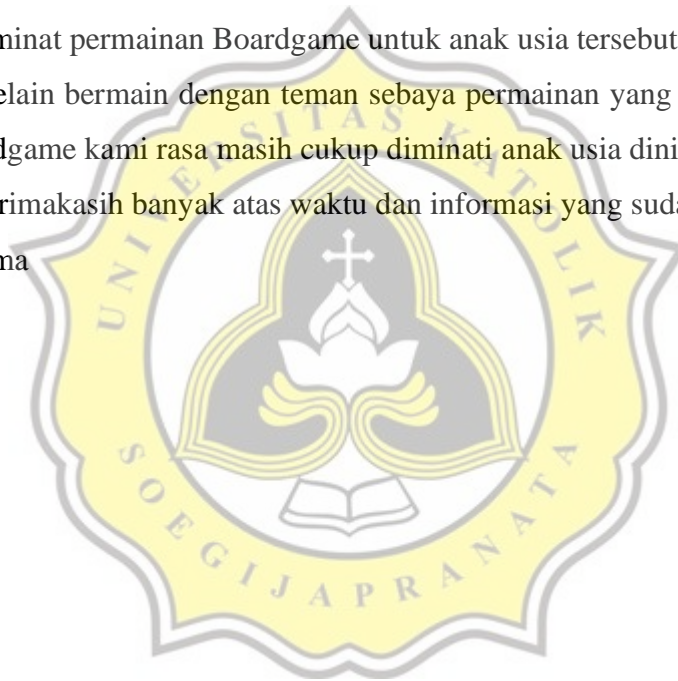 minat permainan Boardgame untuk anak usia tersebut
elain bermain dengan teman sebaya permainan yang
dgame kami rasa masih cukup diminati anak usia dini
rimakasih banyak atas waktu dan informasi yang suda
ma
UNIVERSITAS KATOLIK
SOEGIJAPRANATA